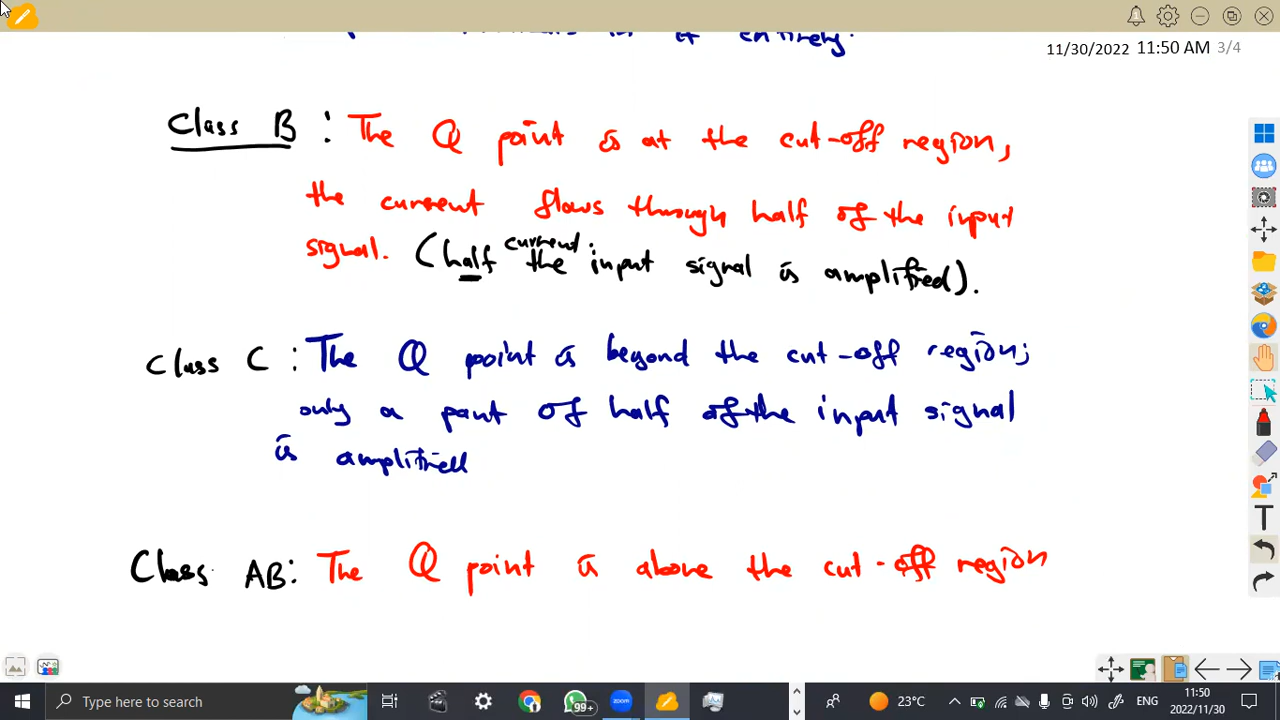 entirely.
11/30/2022 11:50 AM 3/4
Class B : The Q point is at the cut-off region,
the current flows through half of the input
signal. (half the current input signal is amplified).
Class C : The Q point is beyond the cut-off region;
only a part of half of the input signal
is amplified
Class AB: The Q point is above the cut-off region
T
Type here to search
99+
zoom
23°C
ENG
11:50
2022/11/30